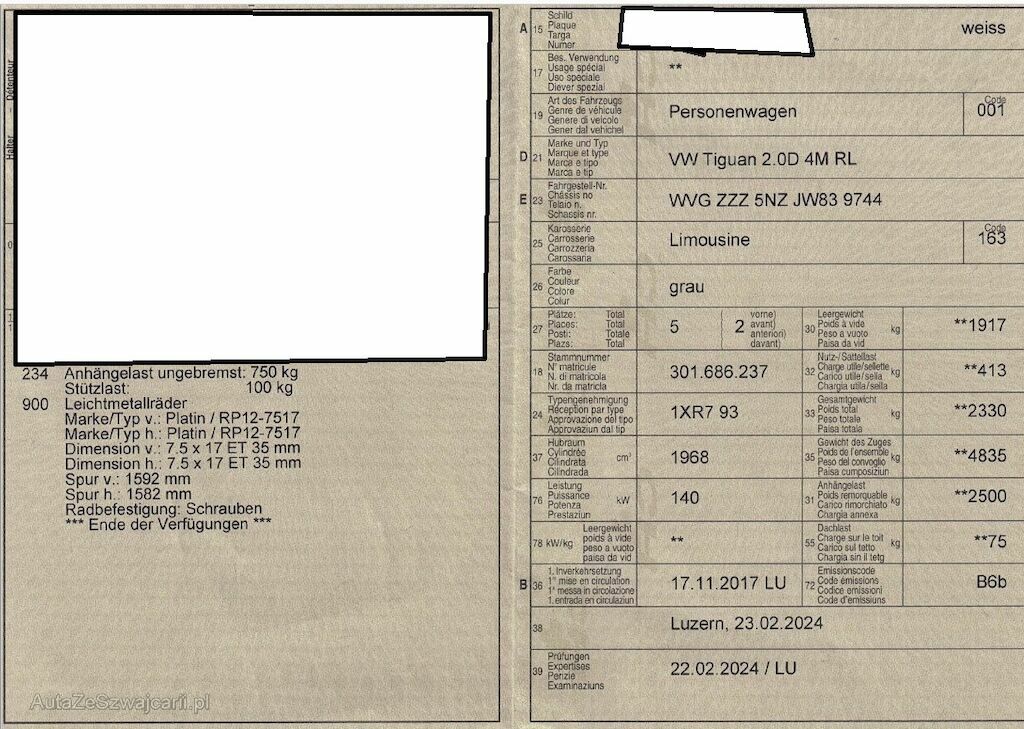 Halter – Détenteur
234 Anhängelast ungebremst: 750 kg
Stützlast: 100 kg
900 Leichtmetallräder
Marke/Typ v.: Platin / RP12-7517
Marke/Typ h.: Platin / RP12-7517
Dimension v.: 7.5 x 17 ET 35 mm
Dimension h.: 7.5 x 17 ET 35 mm
Spur v.: 1592 mm
Spur h.: 1582 mm
Radbefestigung: Schrauben
*** Ende der Verfügungen ***
AutaZeSzwajcarii.pl
A 15 Schild
Plaque
Targa
Numer
weiss
17 Bes. Verwendung
Usage spécial
Uso speciale
Diever spezial
**
19 Art des Fahrzeugs
Genre de véhicule
Genere di veicolo
Gener dal vehichel
Personenwagen
Code
001
D 21 Marke und Typ
Marque et type
Marca e tipo
Marca e tip
VW Tiguan 2.0D 4M RL
E 23 Fahrgestell-Nr.
Châssis no
Telaio n.
Schassis nr.
WVG ZZZ 5NZ JW83 9744
25 Karosserie
Carrosserie
Carrozzeria
Carossaria
Limousine
Code
163
26 Farbe
Couleur
Colore
Colur
grau
27 Plätze: Total
Places: Total
Posti: Totale
Plazs: Total
5 ( 2 vorne)
avant)
anteriori)
davant)
30 Leergewicht
Poids à vide
Peso a vuoto
Paisa da vid
kg
**1917
18 Stammnummer
N° matricule
N. di matricola
Nr. da matricla
301.686.237
32 Nutz-/Sattellast
Charge utile/sellette
Carico utile/sella
Chargia utila/sella
kg
**413
24 Typengenehmigung
Réception par type
Approvazione del tipo
Approvaziun dal tip
1XR7 93
33 Gesamtgewicht
Poids total
Peso totale
Paisa totala
kg
**2330
37 Hubraum
Cylindrée
Cilindrata
Cilindrada
cm³
1968
35 Gewicht des Zuges
Poids de l'ensemble
Peso del convoglio
Paisa cumposiziun
kg
**4835
76 Leistung
Puissance
Potenza
Prestaziun
kW
140
31 Anhängelast
Poids remorquable
Carico rimorchiato
Chargia annexa
kg
**2500
78 kW/kg Leergewicht
poids à vide
peso a vuoto
paisa da vid
**
55 Dachlast
Charge sur le toit
Carico sul tetto
Chargia sin il tetg
kg
**75
B 36 1. Inverkehrsetzung
1re mise en circulation
1a messa in circolazione
1. entrada en circulaziun
17.11.2017 LU
72 Emissionscode
Code émissions
Codice emissioni
Code d'emissiuns
B6b
38 Luzern, 23.02.2024
39 Prüfungen
Expertises
Perizie
Examinaziuns
22.02.2024 / LU